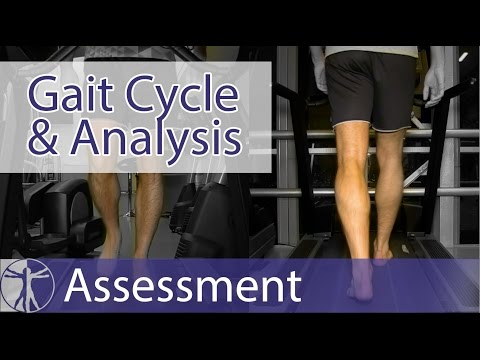 Gait Cycle
& Analysis
Assessment